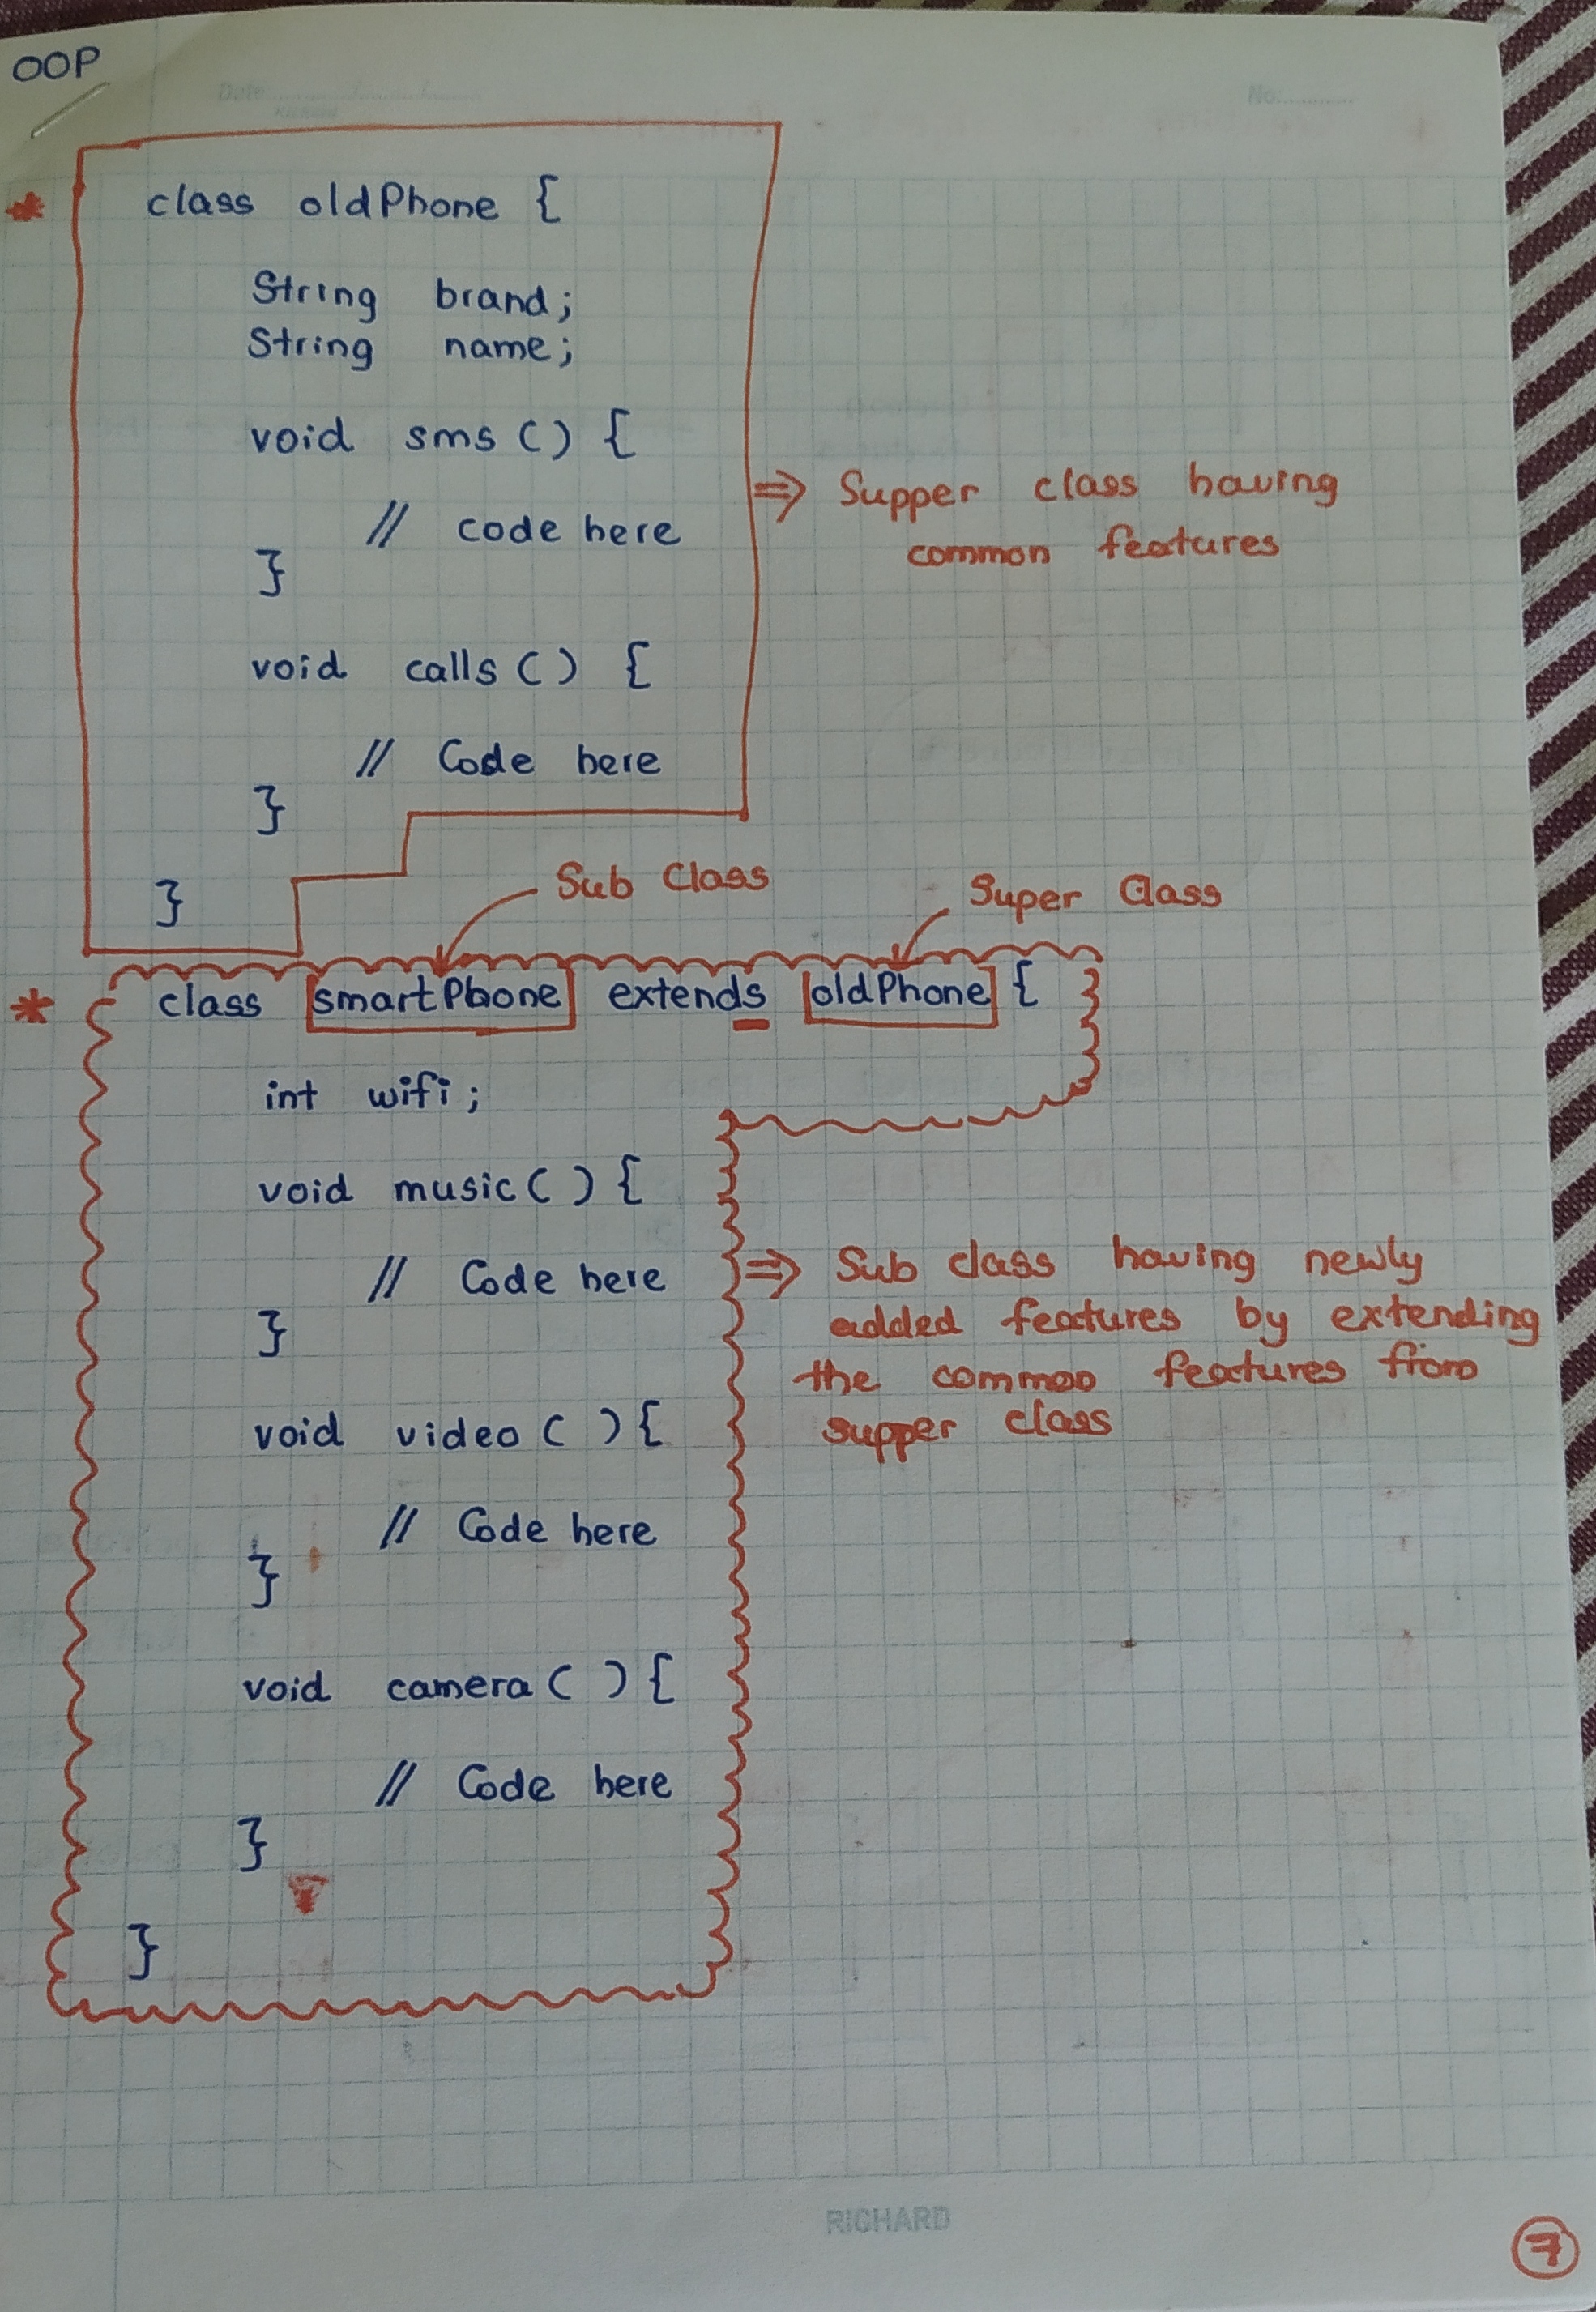 OOP
Date............/............/............
No.............
* class oldPhone {
String brand;
String name;
void sms () {
// code here
}
⇒ Supper class having
common features
void calls () {
// Code here
}
}
Sub Class
Super Class
* class smartPhone extends oldPhone {
int wifi;
void music ( ) {
// Code here
}
⇒ Sub class having newly
added features by extending
the common features from
supper class
void video ( ) {
// Code here
}
void camera ( ) {
// Code here
}
}
RICHARD
7